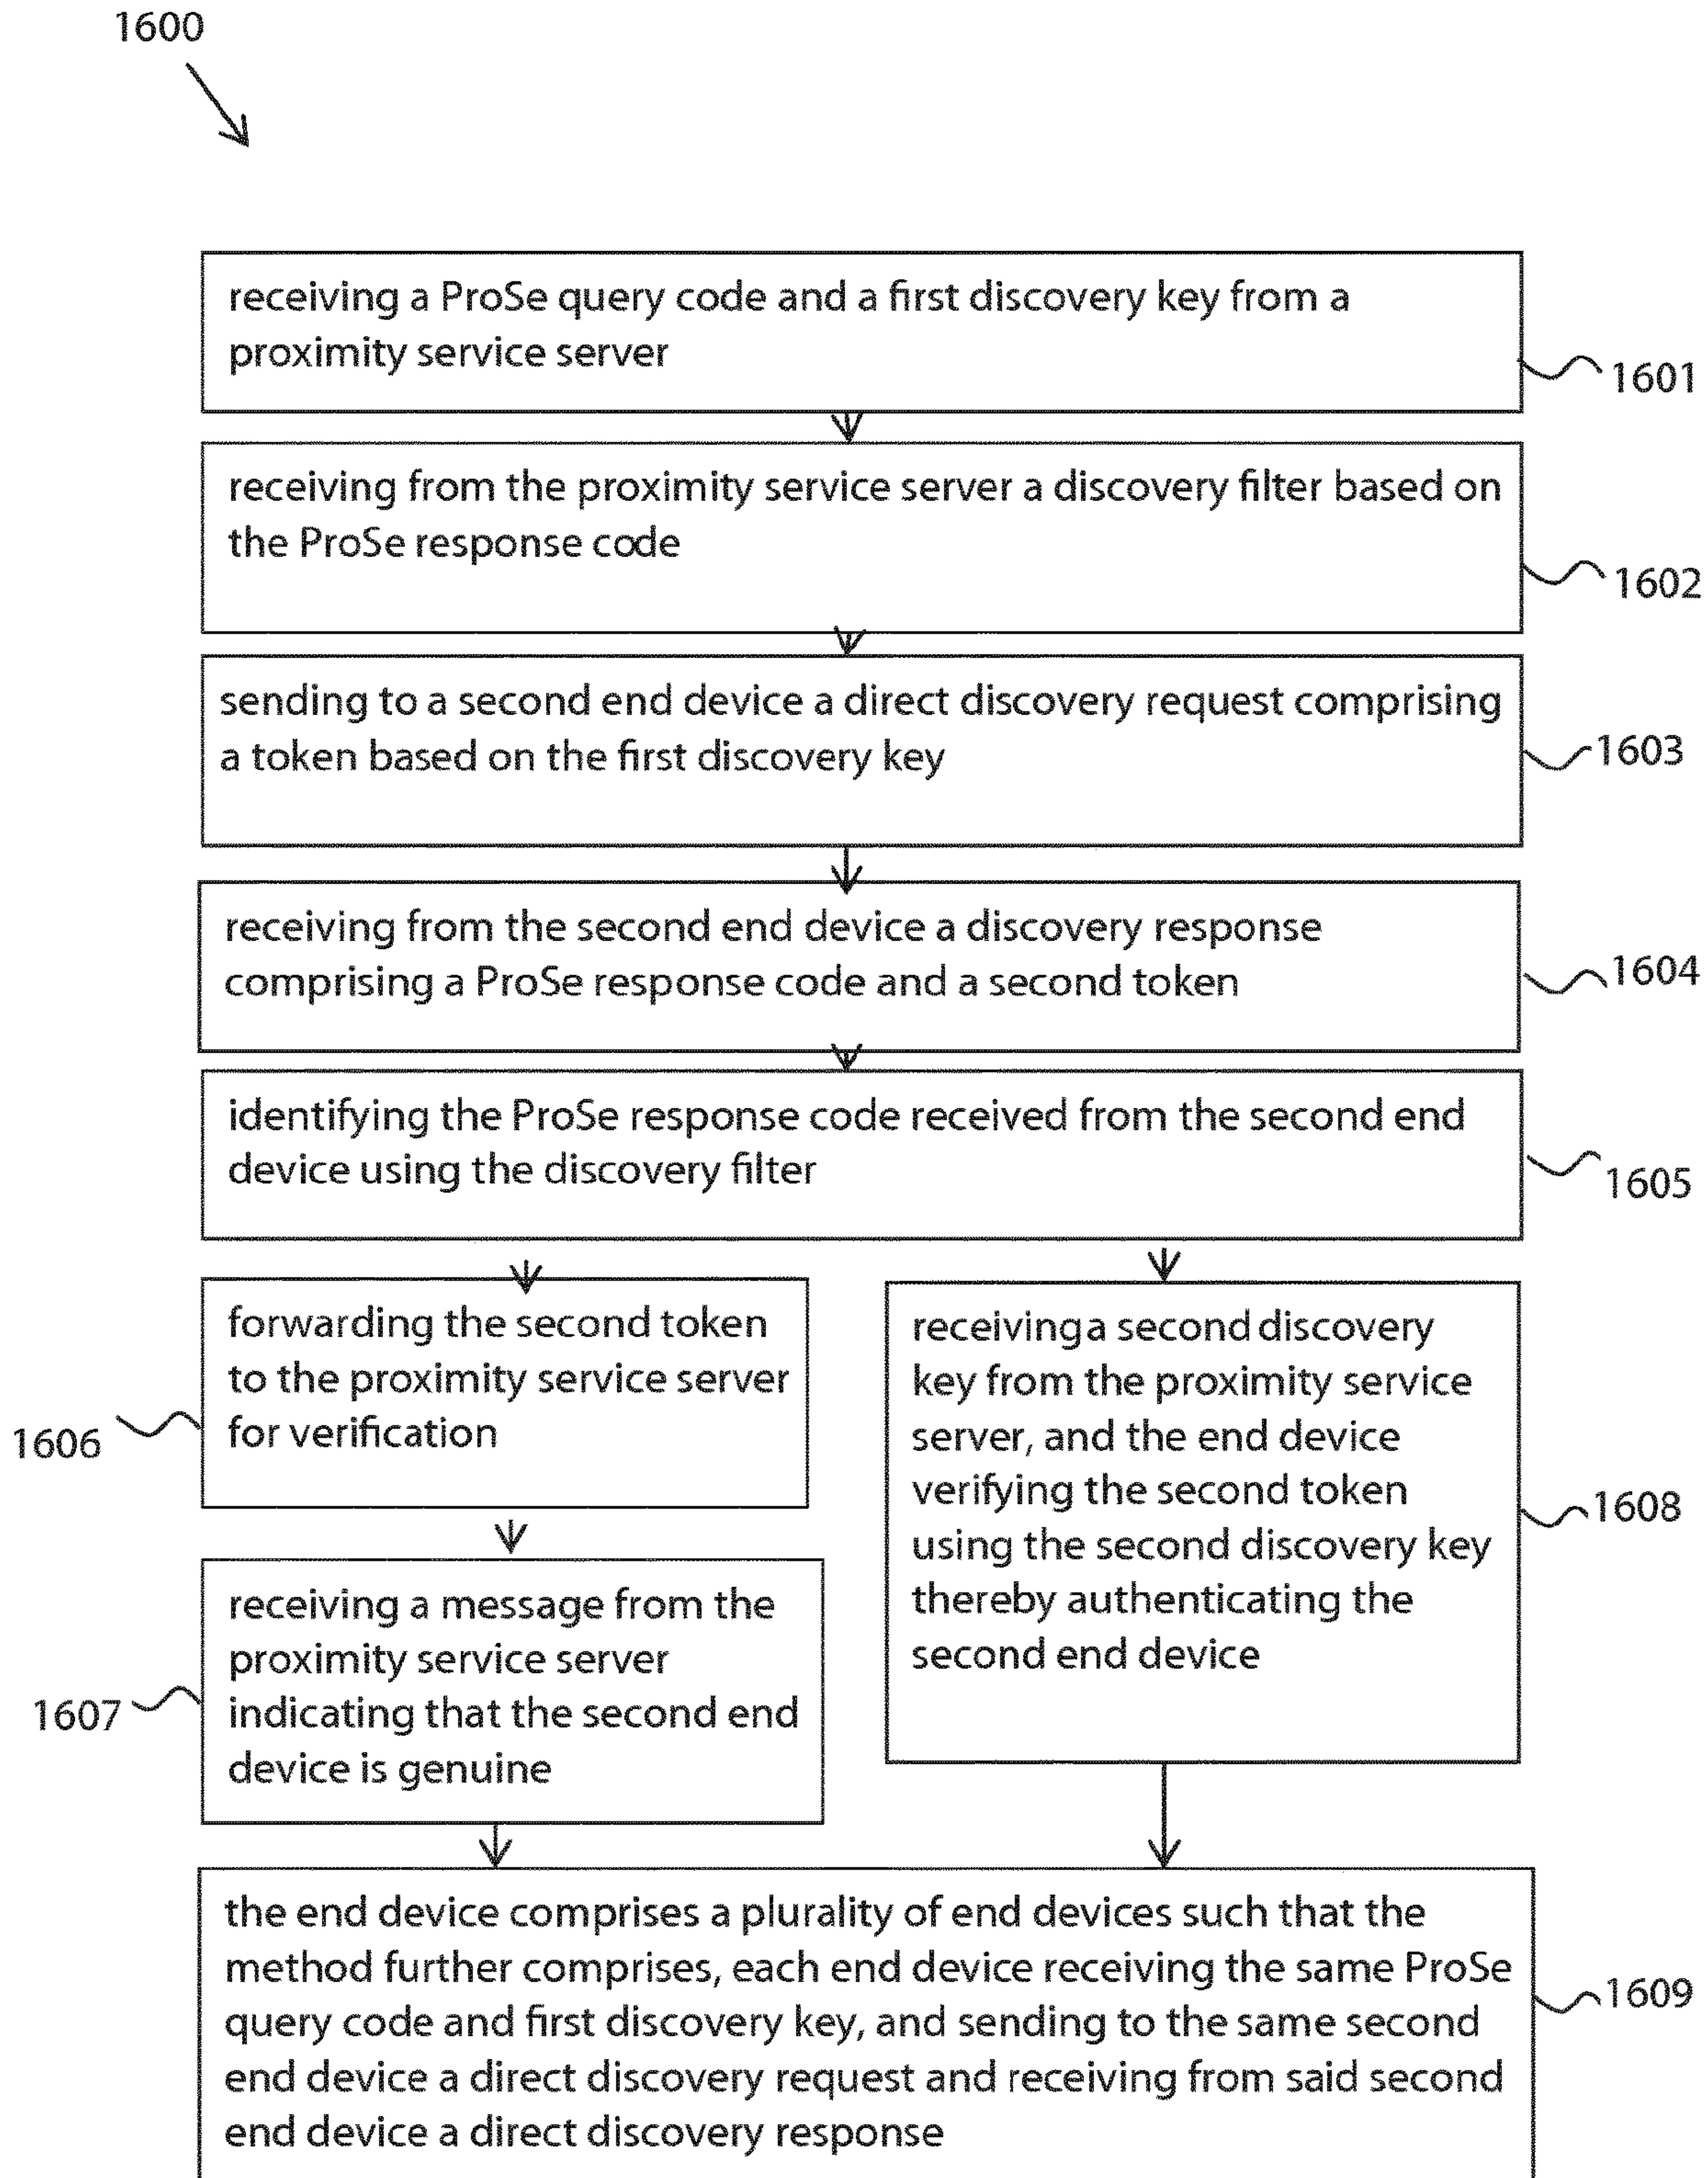 1600
receiving a ProSe query code and a first discovery key from a
proximity service server
1601
receiving from the proximity service server a discovery filter based on
the ProSe response code
1602
sending to a second end device a direct discovery request comprising
a token based on the first discovery key
1603
receiving from the second end device a discovery response
comprising a ProSe response code and a second token
1604
identifying the ProSe response code received from the second end
device using the discovery filter
1605
forwarding the second token
to the proximity service server
for verification
1606
receiving a message from the
proximity service server
indicating that the second end
device is genuine
1607
receiving a second discovery
key from the proximity service
server, and the end device
verifying the second token
using the second discovery key
thereby authenticating the
second end device
1608
the end device comprises a plurality of end devices such that the
method further comprises, each end device receiving the same ProSe
query code and first discovery key, and sending to the same second
end device a direct discovery request and receiving from said second
end device a direct discovery response
1609